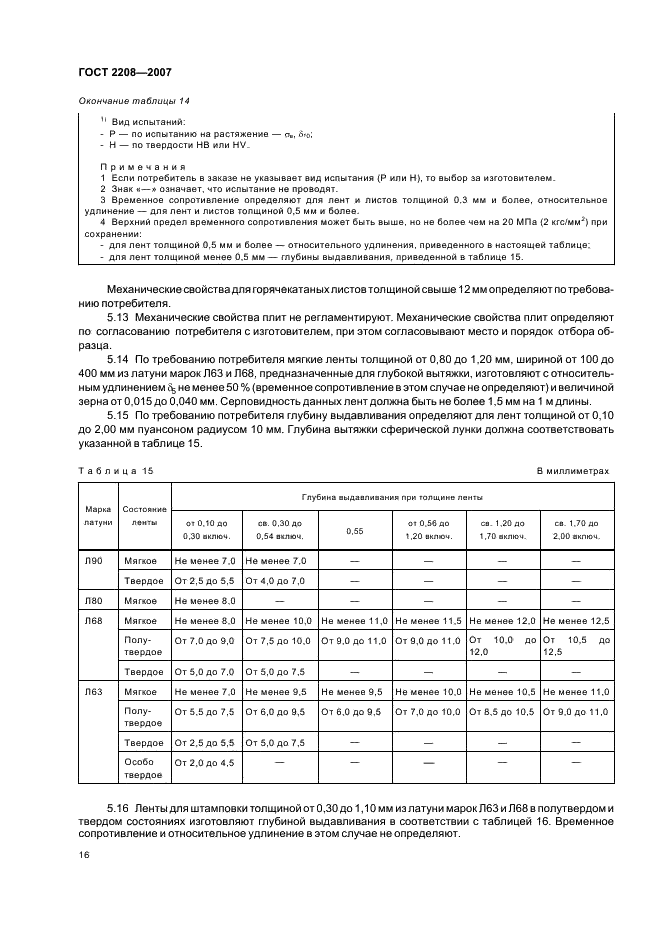 ГОСТ 2208—2007
Окончание таблицы 14
1) Вид испытаний:
- Р — по испытанию на растяжение — σв, δ10;
- Н — по твердости НВ или HV.
Примечания
1 Если потребитель в заказе не указывает вид испытания (Р или Н), то выбор за изготовителем.
2 Знак «—» означает, что испытание не проводят.
3 Временное сопротивление определяют для лент и листов толщиной 0,3 мм и более, относительное
удлинение — для лент и листов толщиной 0,5 мм и более.
4 Верхний предел временного сопротивления может быть выше, но не более чем на 20 МПа (2 кгс/мм2) при
сохранении:
- для лент толщиной 0,5 мм и более — относительного удлинения, приведенного в настоящей таблице;
- для лент толщиной менее 0,5 мм — глубины выдавливания, приведенной в таблице 15.
Механические свойства для горячекатаных листов толщиной свыше 12 мм определяют по требова-
нию потребителя.
5.13 Механические свойства плит не регламентируют. Механические свойства плит определяют
по согласованию потребителя с изготовителем, при этом согласовывают место и порядок отбора об-
разца.
5.14 По требованию потребителя мягкие ленты толщиной от 0,80 до 1,20 мм, шириной от 100 до
400 мм из латуни марок Л63 и Л68, предназначенные для глубокой вытяжки, изготовляют с относитель-
ным удлинением δ5 не менее 50 % (временное сопротивление в этом случае не определяют) и величиной
зерна от 0,015 до 0,040 мм. Серповидность данных лент должна быть не более 1,5 мм на 1 м длины.
5.15 По требованию потребителя глубину выдавливания определяют для лент толщиной от 0,10
до 2,00 мм пуансоном радиусом 10 мм. Глубина вытяжки сферической лунки должна соответствовать
указанной в таблице 15.
Таблица 15 В миллиметрах
Марка латуни Состояние ленты Глубина выдавливания при толщине ленты
от 0,10 до 0,30 включ. св. 0,30 до 0,54 включ. 0,55 от 0,56 до 1,20 включ. св. 1,20 до 1,70 включ. св. 1,70 до 2,00 включ.
Л90 Мягкое Не менее 7,0 Не менее 7,0 — — — —
Твердое От 2,5 до 5,5 От 4,0 до 7,0 — — — —
Л80 Мягкое Не менее 8,0 — — — — —
Л68 Мягкое Не менее 8,0 Не менее 10,0 Не менее 11,0 Не менее 11,5 Не менее 12,0 Не менее 12,5
Полу-твердое От 7,0 до 9,0 От 7,5 до 10,0 От 9,0 до 11,0 От 9,0 до 11,0 От 10,0 до 12,0 От 10,5 до 12,5
Твердое От 5,0 до 7,0 От 5,0 до 7,5 — — — —
Л63 Мягкое Не менее 7,0 Не менее 9,5 Не менее 9,5 Не менее 10,0 Не менее 10,5 Не менее 11,0
Полу-твердое От 5,5 до 7,5 От 6,0 до 9,5 От 6,0 до 9,5 От 7,0 до 10,0 От 8,5 до 10,5 От 9,0 до 11,0
Твердое От 2,5 до 5,5 От 5,0 до 7,5 — — — —
Особо твердое От 2,0 до 4,5 — — — — —
5.16 Ленты для штамповки толщиной от 0,30 до 1,10 мм из латуни марок Л63 и Л68 в полутвердом и
твердом состояниях изготовляют глубиной выдавливания в соответствии с таблицей 16. Временное
сопротивление и относительное удлинение в этом случае не определяют.
16